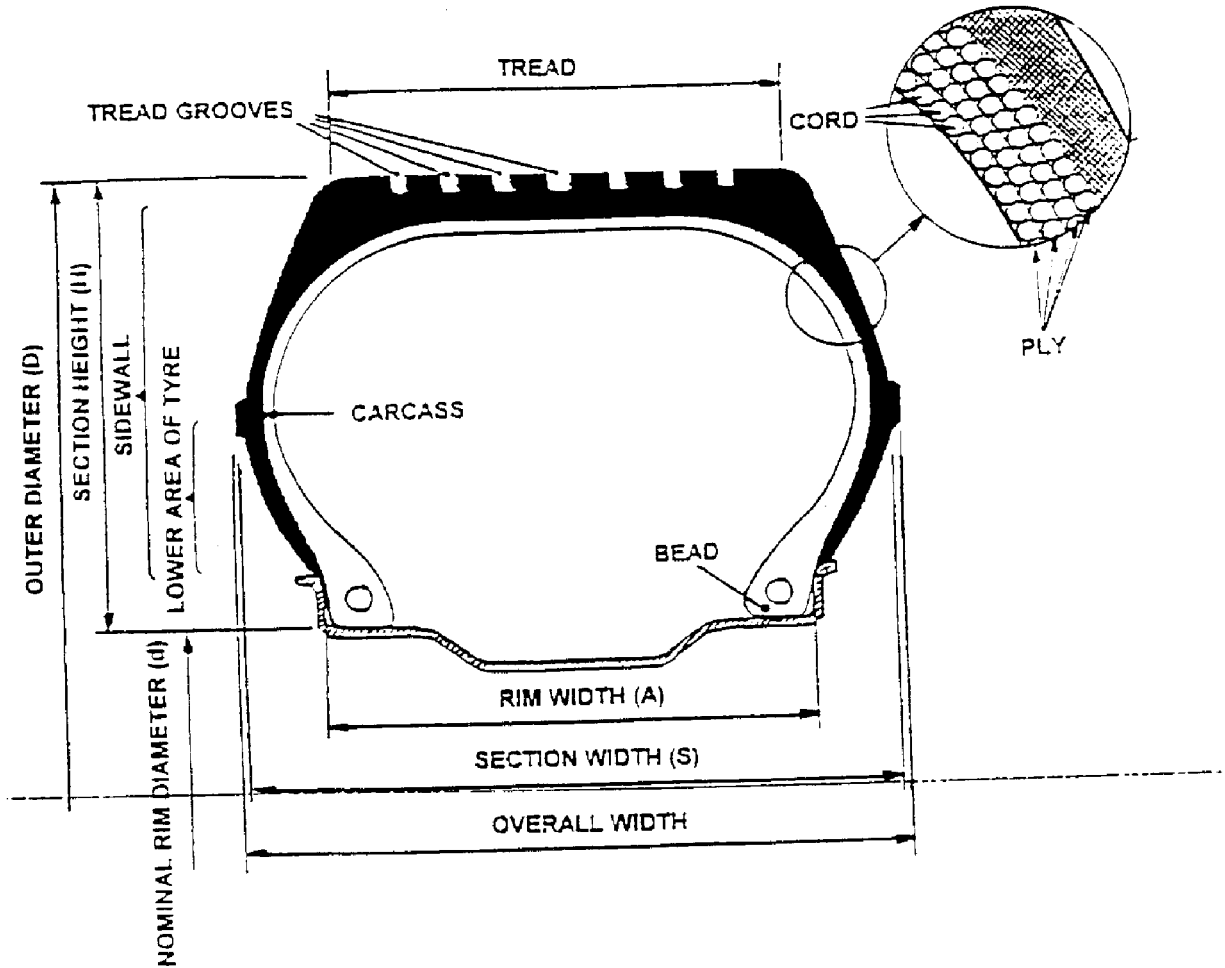 TREAD
TREAD GROOVES
CORD
PLY
OUTER DIAMETER (D)
SECTION HEIGHT (H)
SIDEWALL
LOWER AREA OF TYRE
CARCASS
BEAD
NOMINAL RIM DIAMETER (d)
RIM WIDTH (A)
SECTION WIDTH (S)
OVERALL WIDTH